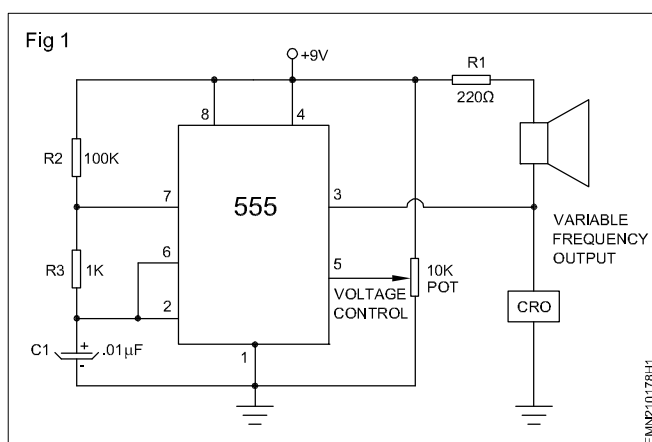 Fig 1
+9V
R1
220Ω
8
4
R2
100K
7
555
3
VARIABLE
FREQUENCY
OUTPUT
6
R3
1K
5
10K
POT
VOLTAGE
CONTROL
2
CRO
C1
+
-
.01µF
1
EMN210178H1